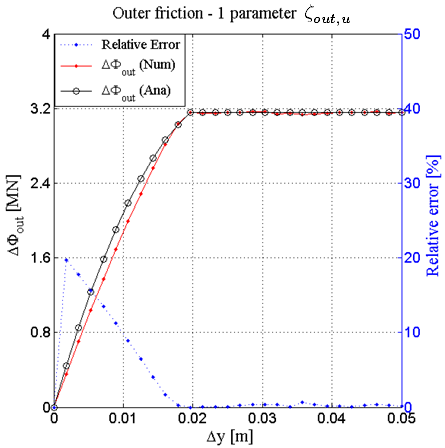 Outer friction - 1 parameter ζout,u
Relative Error
ΔΦout (Num)
ΔΦout (Ana)
4
3.2
2.4
1.6
0.8
0
50
40
30
20
10
0
0
0.01
0.02
0.03
0.04
0.05
ΔΦout [MN]
Relative error [%]
Δy [m]